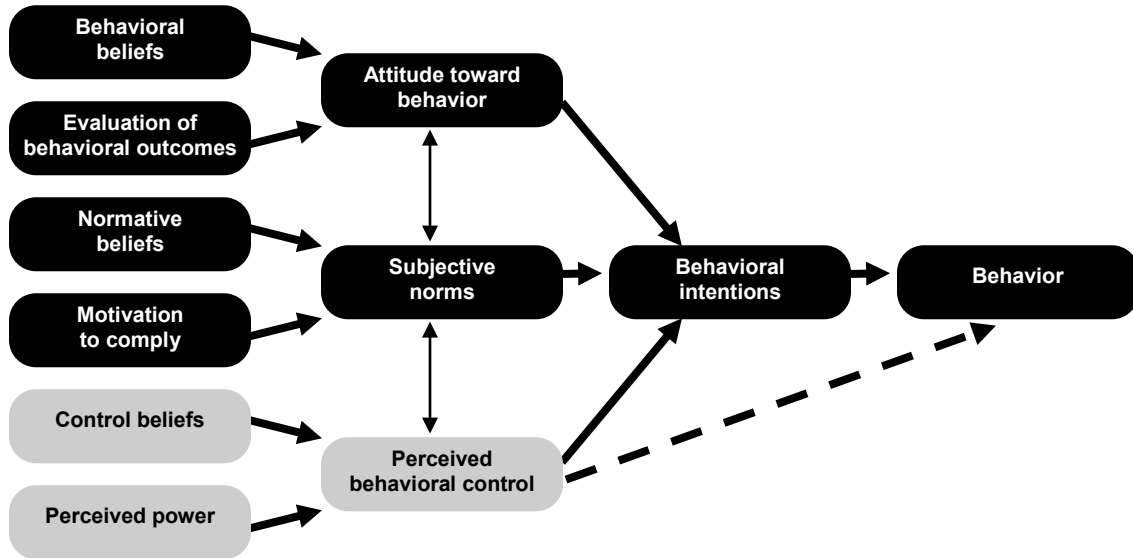 Behavioral
beliefs
Evaluation of
behavioral outcomes
Normative
beliefs
Motivation
to comply
Control beliefs
Perceived power
Attitude toward
behavior
Subjective
norms
Perceived
behavioral control
Behavioral
intentions
Behavior